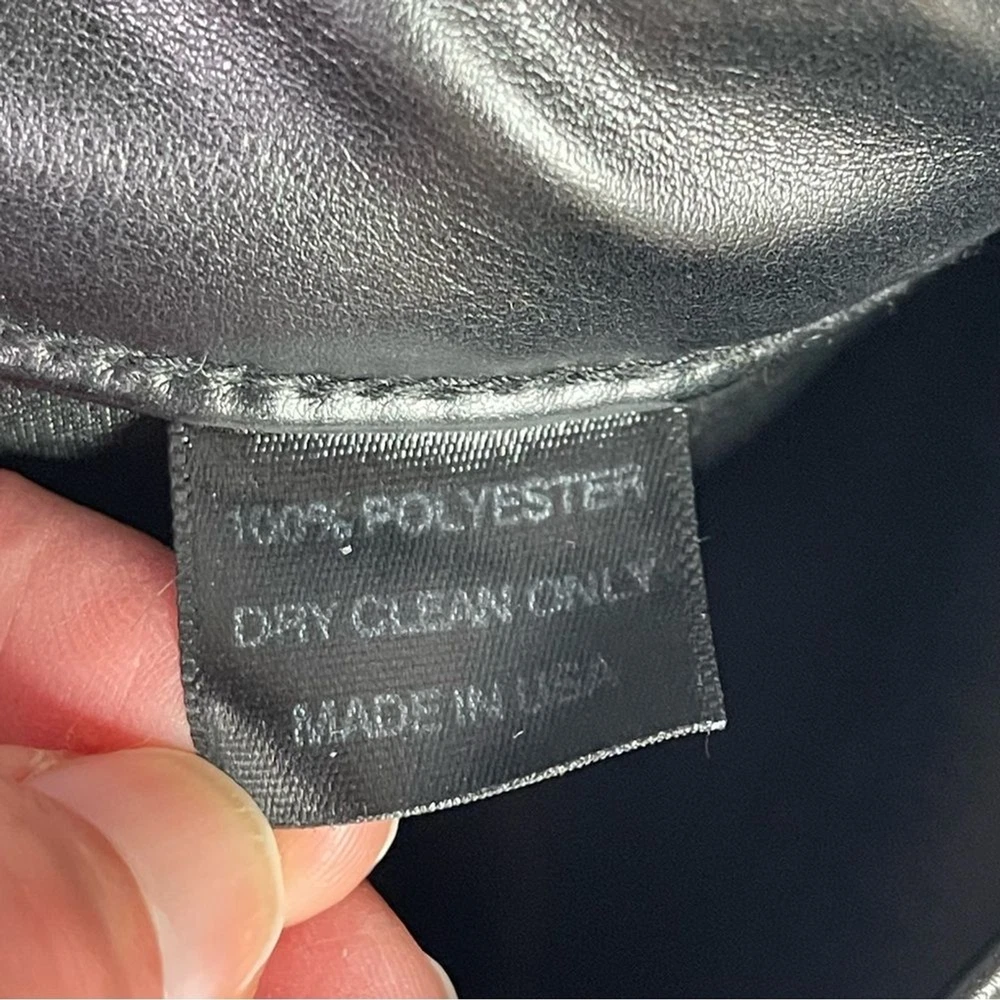 100% POLYESTER
DRY CLEAN ONLY
MADE IN USA